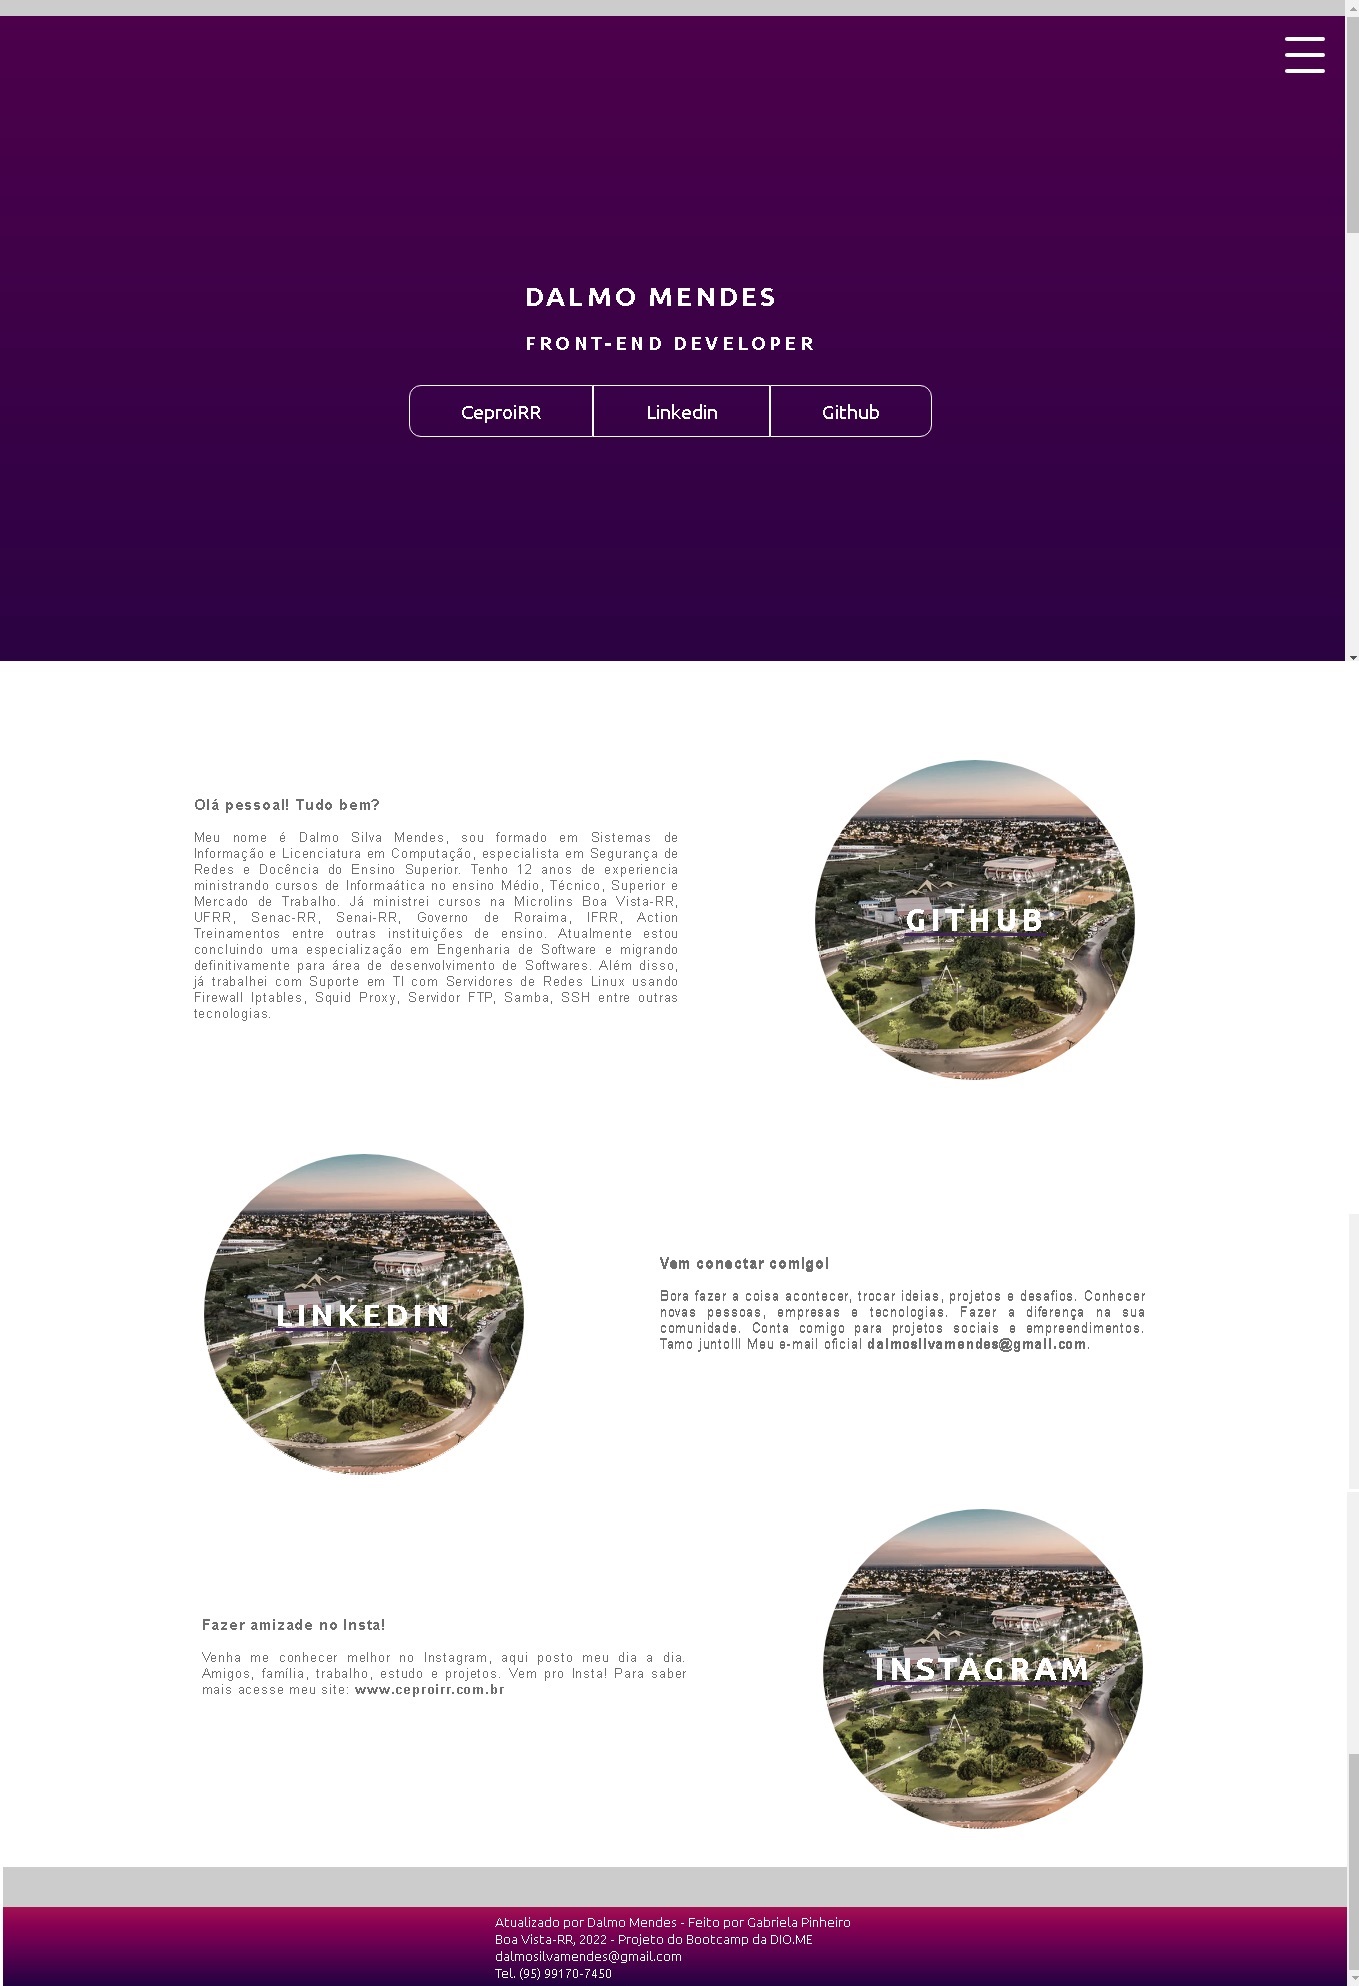 DALMO MENDES
FRONT-END DEVELOPER
CeproiRR Linkedin Github
Olá pessoal! Tudo bem?
Meu nome é Dalmo Silva Mendes, sou formado em Sistemas de
Informação e Licenciatura em Computação, especialista em Segurança de
Redes e Docência do Ensino Superior. Tenho 12 anos de experiencia
ministrando cursos de Informaática no ensino Médio, Técnico, Superior e
Mercado de Trabalho. Já ministrei cursos na Microlins Boa Vista-RR,
UFRR, Senac-RR, Senai-RR, Governo de Roraima, IFRR, Action
Treinamentos entre outras instituições de ensino. Atualmente estou
concluindo uma especialização em Engenharia de Software e migrando
definitivamente para área de desenvolvimento de Softwares. Além disso,
já trabalhei com Suporte em TI com Servidores de Redes Linux usando
Firewall Iptables, Squid Proxy, Servidor FTP, Samba, SSH entre outras
tecnologias.
GITHUB
LINKEDIN
Vem conectar comigo!
Bora fazer a coisa acontecer, trocar ideias, projetos e desafios. Conhecer
novas pessoas, empresas e tecnologias. Fazer a diferença na sua
comunidade. Conta comigo para projetos sociais e empreendimentos.
Tamo junto!!! Meu e-mail oficial dalmosilvamendes@gmail.com.
Fazer amizade no Insta!
Venha me conhecer melhor no Instagram, aqui posto meu dia a dia.
Amigos, família, trabalho, estudo e projetos. Vem pro Insta! Para saber
mais acesse meu site: www.ceproirr.com.br
INSTAGRAM
Atualizado por Dalmo Mendes - Feito por Gabriela Pinheiro
Boa Vista-RR, 2022 - Projeto do Bootcamp da DIO.ME
dalmosilvamendes@gmail.com
Tel. (95) 99170-7450